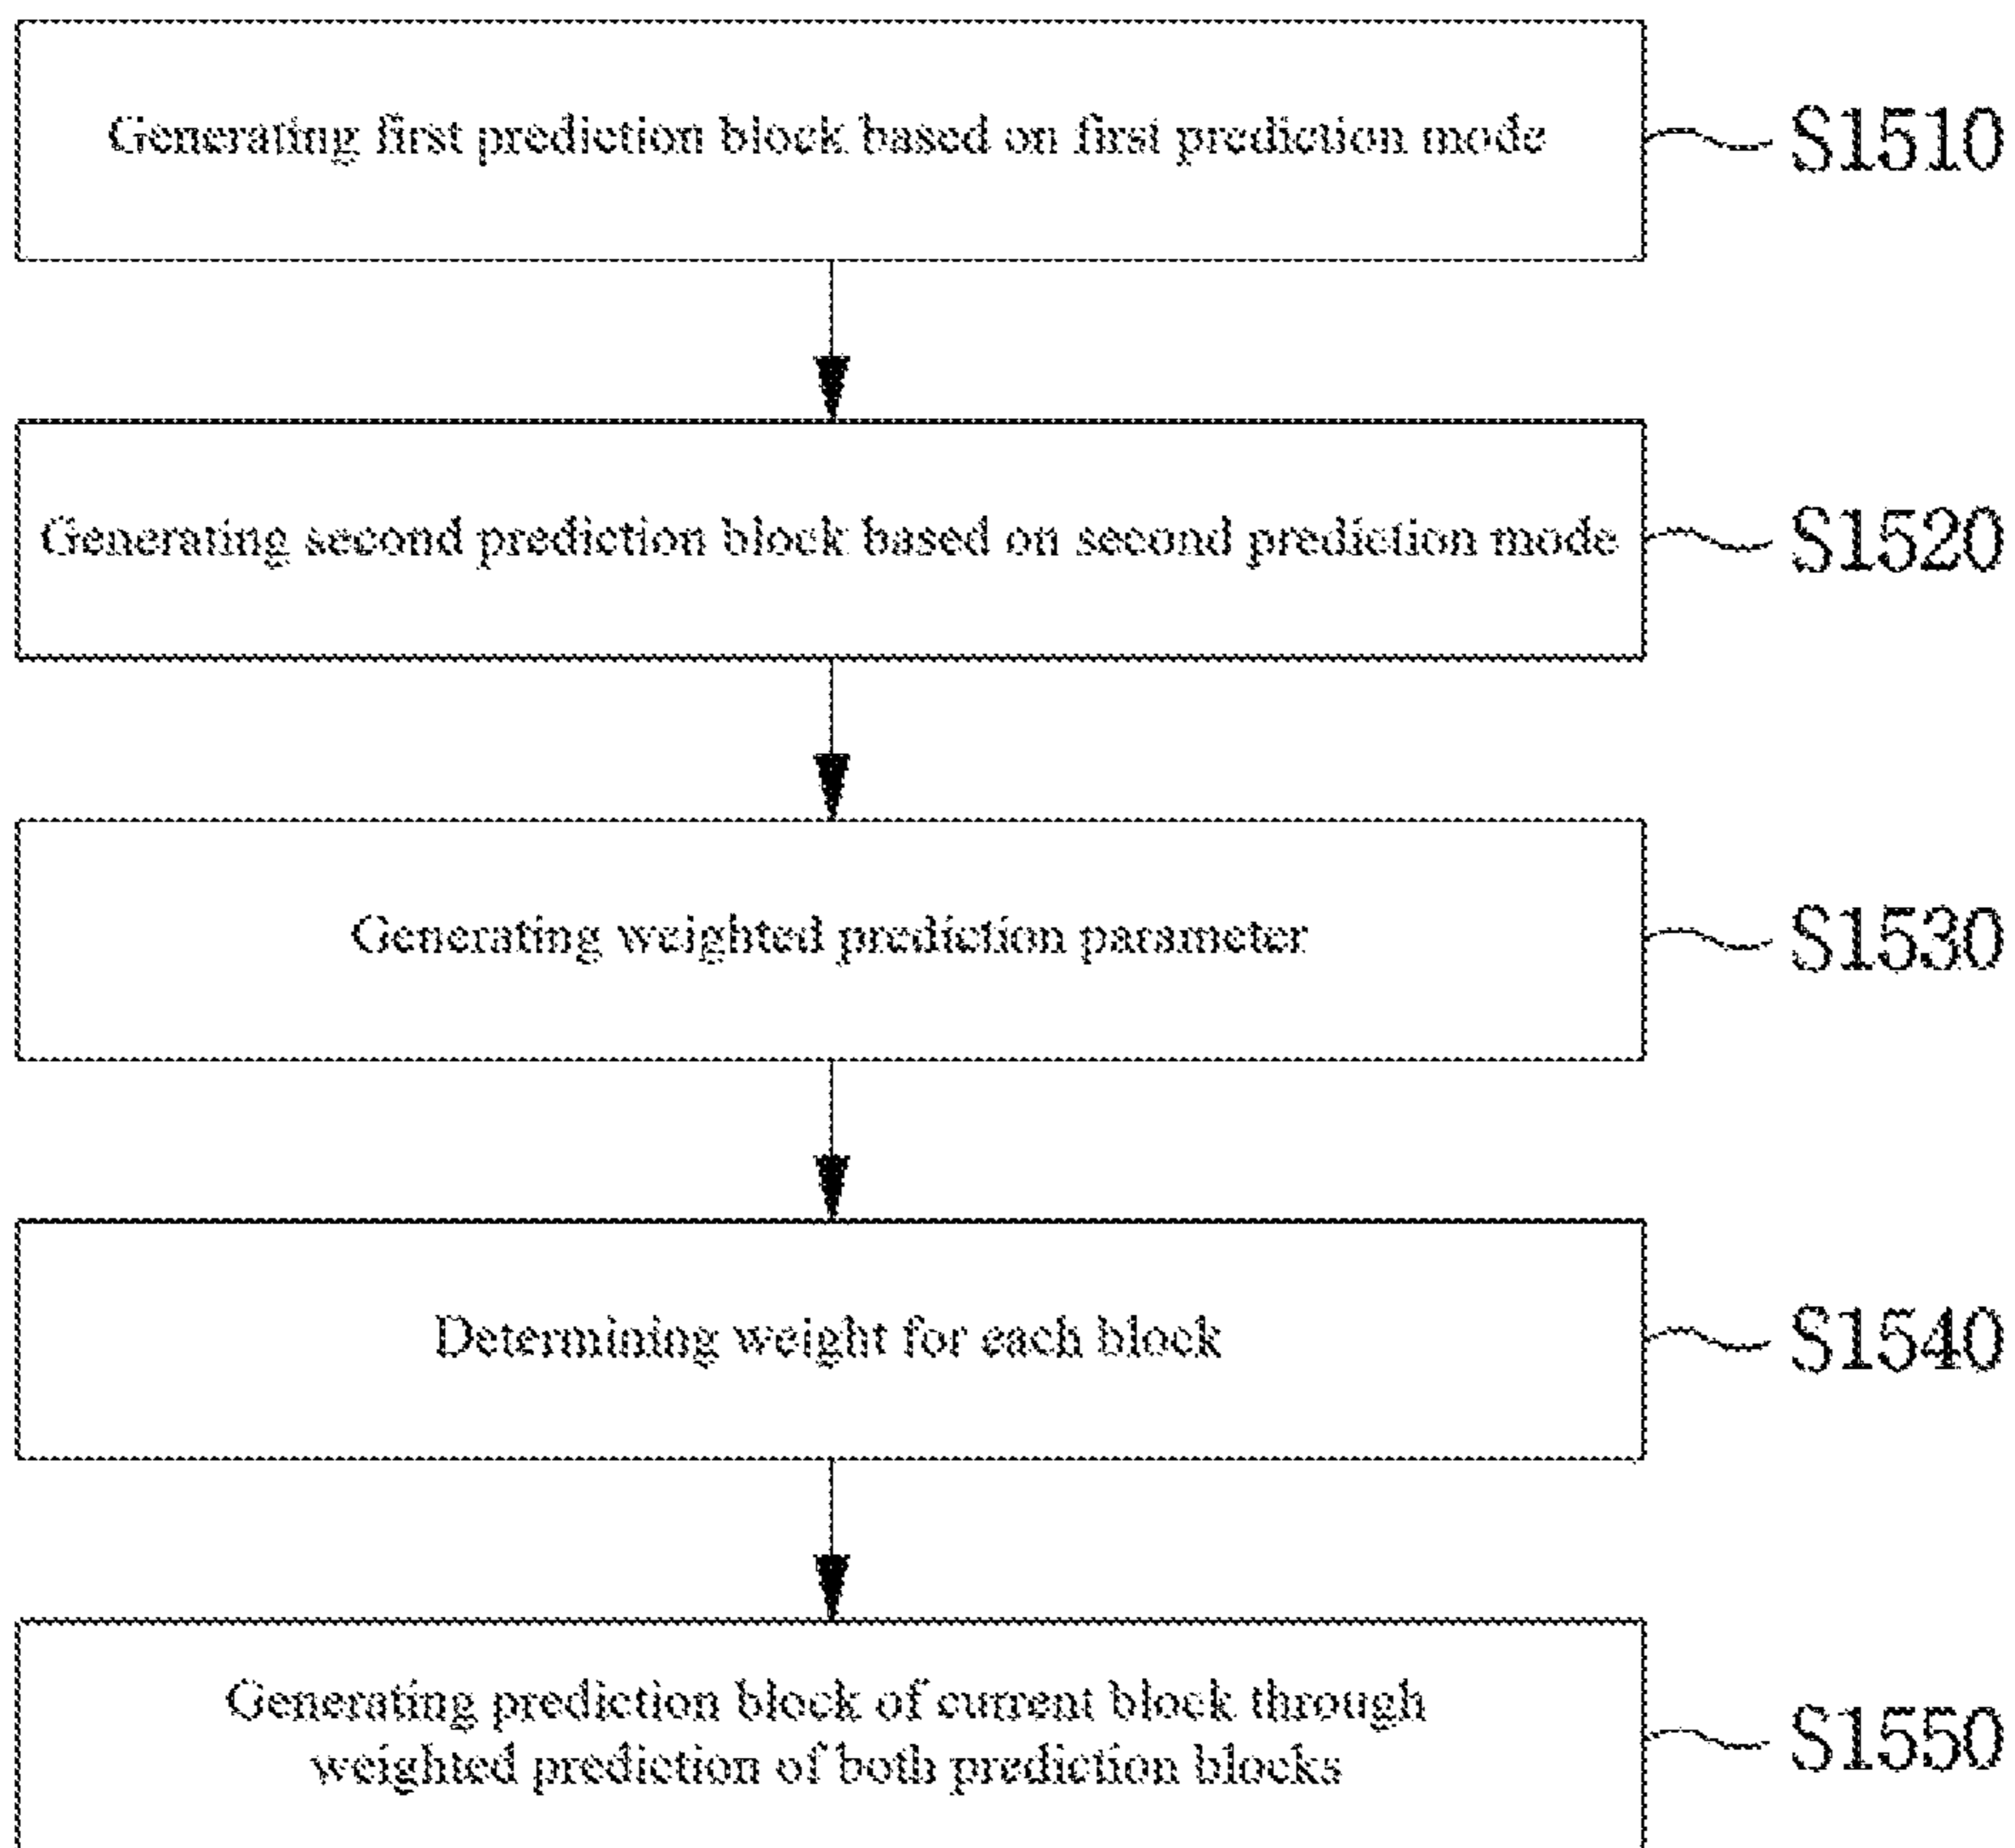 Generating first prediction block based on first prediction mode
S1510
Generating second prediction block based on second prediction mode
S1520
Generating weighted prediction parameter
S1530
Determining weight for each block
S1540
Generating prediction block of current block through
weighted prediction of both prediction blocks
S1550